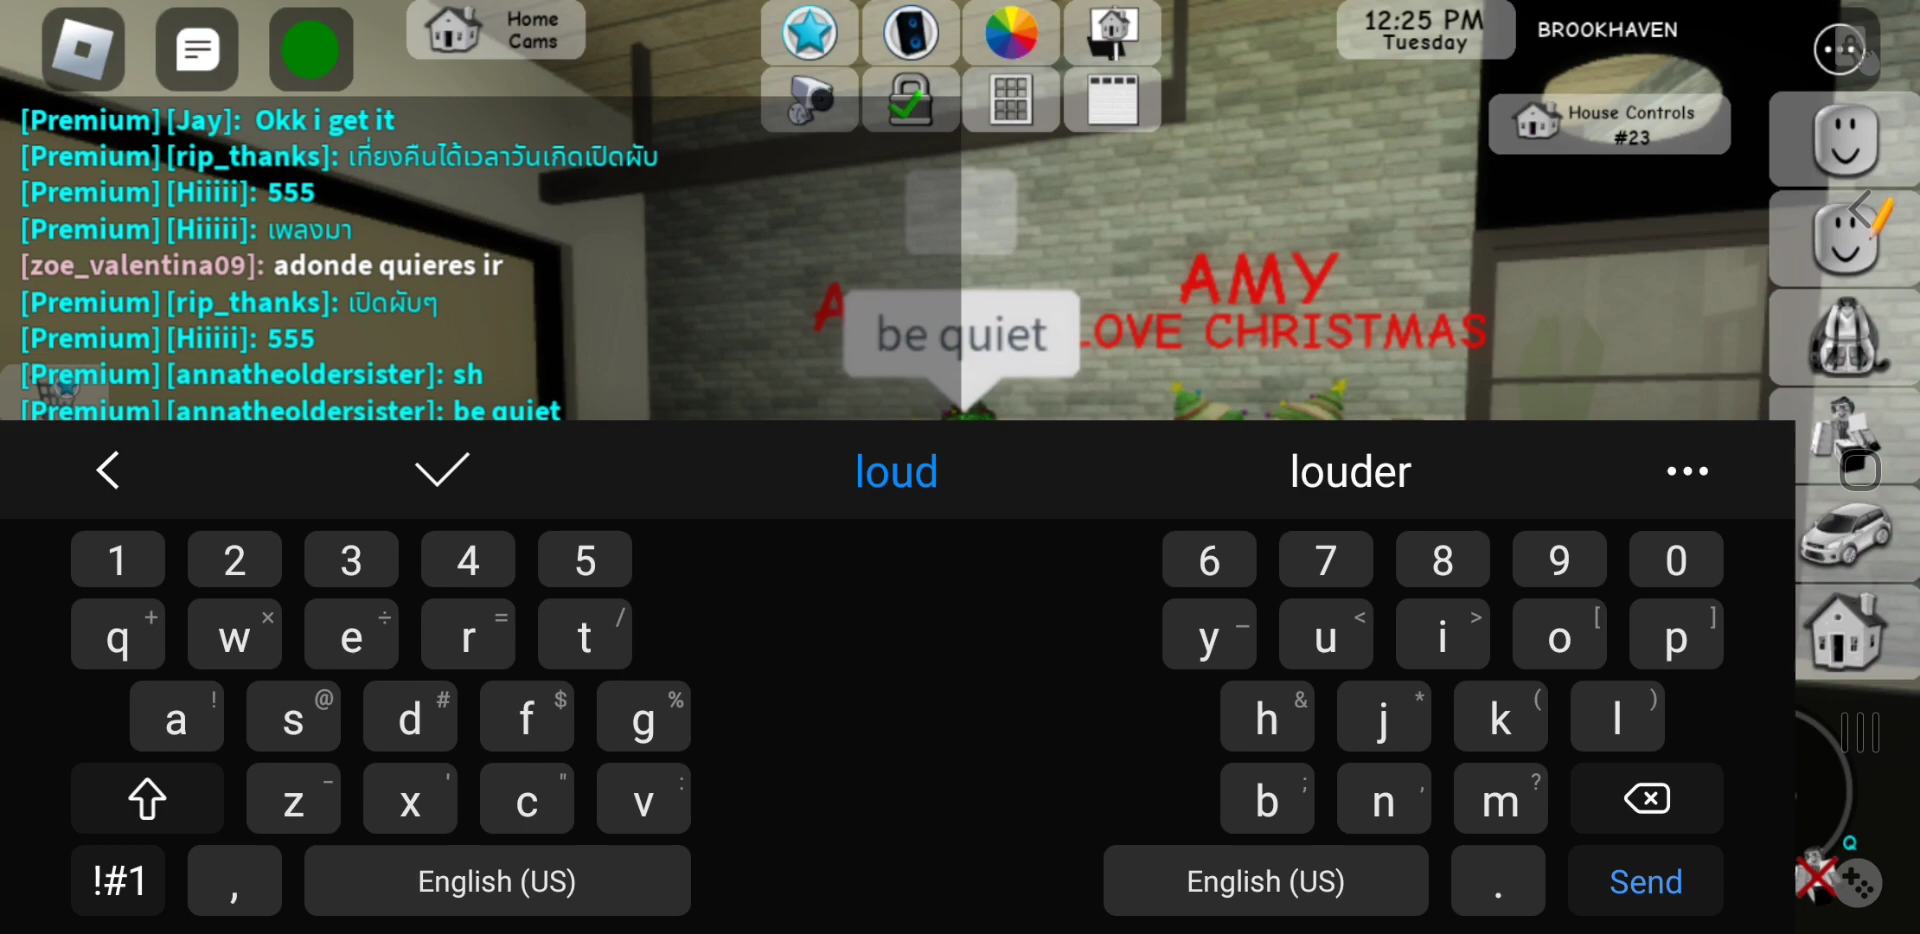 Home
Cams
12:25 PM
Tuesday
BROOKHAVEN
House Controls
#23
[Premium] [Jay]: Okk i get it
[Premium] [rip_thanks]: เที่ยงคืนได้เวลาวันเกิดเปิดผับ
[Premium] [Hiiiii]: 555
[Premium] [Hiiiii]: เพลงมา
[zoe_valentina09]: adonde quieres ir
[Premium] [rip_thanks]: เปิดผับๆ
[Premium] [Hiiiii]: 555
[Premium] [annatheoldersister]: sh
[Premium] [annatheoldersister]: be quiet
A
be quiet
AMY
LOVE CHRISTMAS
loud louder
1 2 3 4 5 6 7 8 9 0
q + w × e ÷ r = t / y _ u < i > o [ p ]
a ! s @ d # f $ g % h & j * k ( l )
z - x ' c " v : b ; n , m ?
!#1 , English (US) English (US) . Send
Q